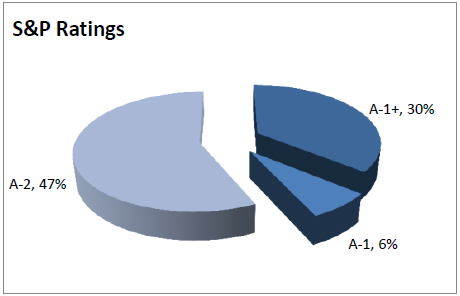 S&P Ratings
A-1+, 30%
A-2, 47%
A-1, 6%